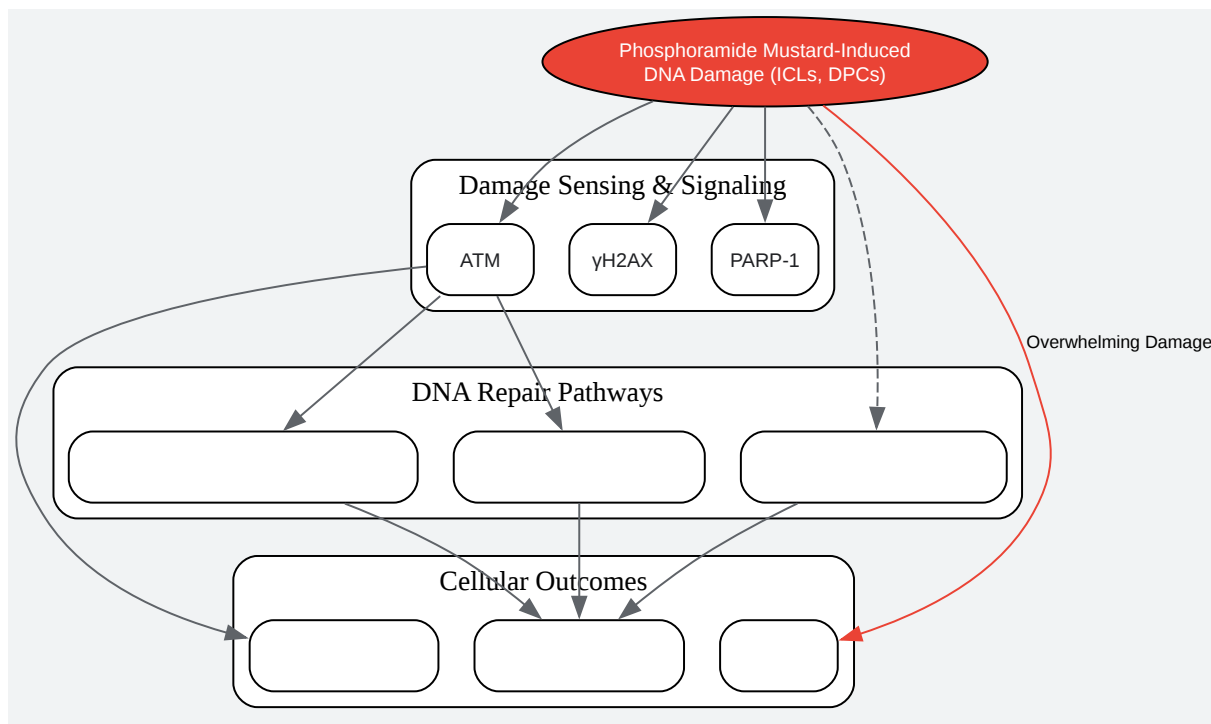 Phosphoramide Mustard-Induced
DNA Damage (ICLs, DPCs)
Damage Sensing & Signaling
ATM
γH2AX
PARP-1
Overwhelming Damage
DNA Repair Pathways
Cellular Outcomes